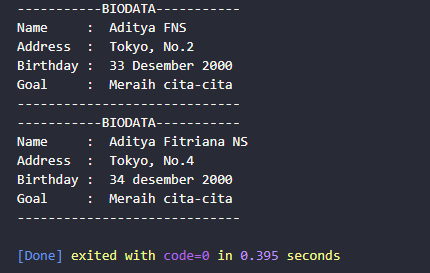 -----------BIODATA-----------
Name     :  Aditya FNS
Address  :  Tokyo, No.2
Birthday :  33 Desember 2000
Goal     :  Meraih cita-cita
-----------------------------
-----------BIODATA-----------
Name     :  Aditya Fitriana NS
Address  :  Tokyo, No.4
Birthday :  34 desember 2000
Goal     :  Meraih cita-cita
-----------------------------
[Done] exited with code=0 in 0.395 seconds